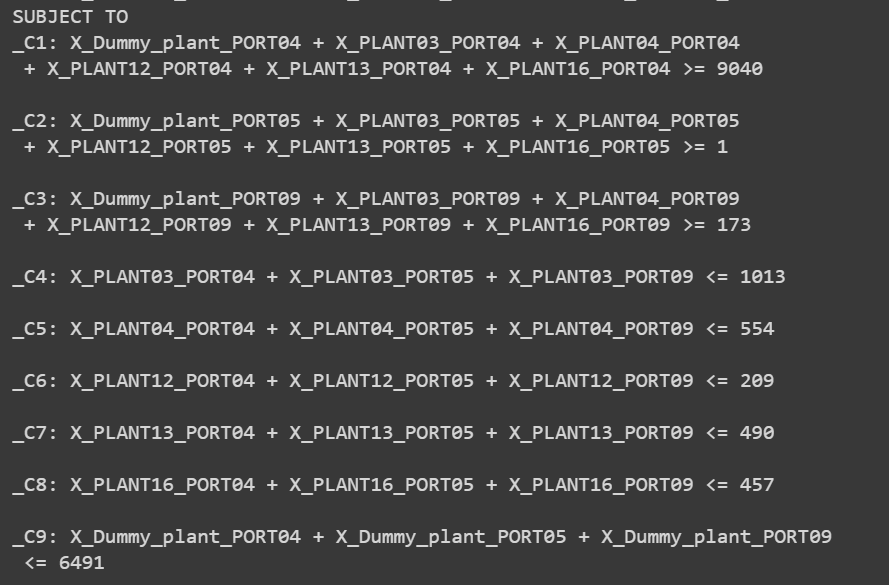 SUBJECT TO
_C1: X_Dummy_plant_PORT04 + X_PLANT03_PORT04 + X_PLANT04_PORT04
+ X_PLANT12_PORT04 + X_PLANT13_PORT04 + X_PLANT16_PORT04 >= 9040
_C2: X_Dummy_plant_PORT05 + X_PLANT03_PORT05 + X_PLANT04_PORT05
+ X_PLANT12_PORT05 + X_PLANT13_PORT05 + X_PLANT16_PORT05 >= 1
_C3: X_Dummy_plant_PORT09 + X_PLANT03_PORT09 + X_PLANT04_PORT09
+ X_PLANT12_PORT09 + X_PLANT13_PORT09 + X_PLANT16_PORT09 >= 173
_C4: X_PLANT03_PORT04 + X_PLANT03_PORT05 + X_PLANT03_PORT09 <= 1013
_C5: X_PLANT04_PORT04 + X_PLANT04_PORT05 + X_PLANT04_PORT09 <= 554
_C6: X_PLANT12_PORT04 + X_PLANT12_PORT05 + X_PLANT12_PORT09 <= 209
_C7: X_PLANT13_PORT04 + X_PLANT13_PORT05 + X_PLANT13_PORT09 <= 490
_C8: X_PLANT16_PORT04 + X_PLANT16_PORT05 + X_PLANT16_PORT09 <= 457
_C9: X_Dummy_plant_PORT04 + X_Dummy_plant_PORT05 + X_Dummy_plant_PORT09
<= 6491